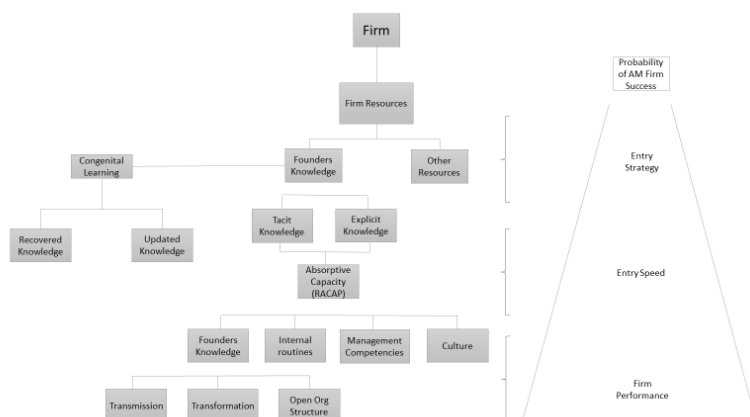 Firm
Probability
of AM Firm
Success
Firm Resources
Congenital
Learning
Founders
Knowledge
Other
Resources
Entry
Strategy
Recovered
Knowledge
Updated
Knowledge
Tacit
Knowledge
Explicit
Knowledge
Absorptive
Capacity
(RACAP)
Entry Speed
Founders
Knowledge
Internal
routines
Management
Competencies
Culture
Transmission
Transformation
Open Org
Structure
Firm
Performance